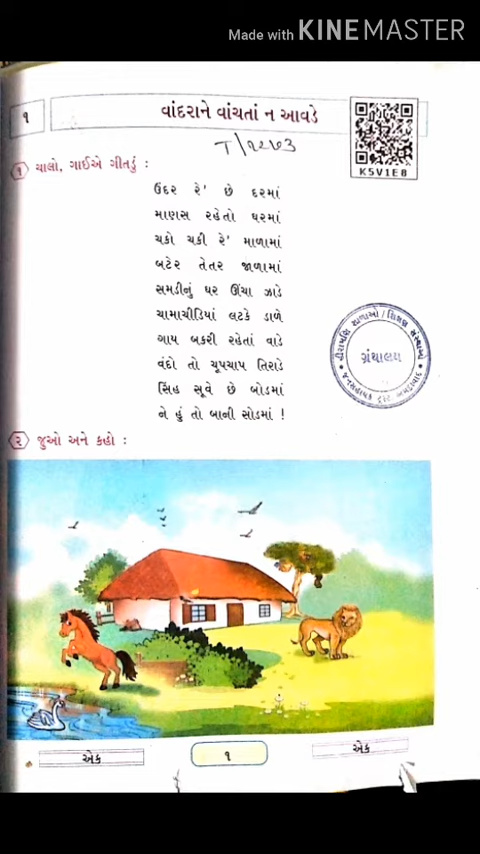 Made with KINEMASTER
૧
વાંદરાને વાંચતાં ન આવડે
K5V1E8
૧ ચાલો, ગાઈએ ગીતડું :
ઉંદર રે' છે દરમાં
માણસ રહેતો ઘરમાં
ચકો ચકી રે' માળામાં
બટેર તેતર જાળામાં
સમડીનું ઘર ઊંચા ઝાડે
ચામાચીડિયાં લટકે ડાળે
ગાય બકરી રહેતાં વાડે
વંદો તો ચૂપચાપ તિરાડે
સિંહ સૂવે છે બોડમાં
ને હું તો બાની સોડમાં !
ગ્રંથાલય
૨ જુઓ અને કહો :
એક
૧
એક